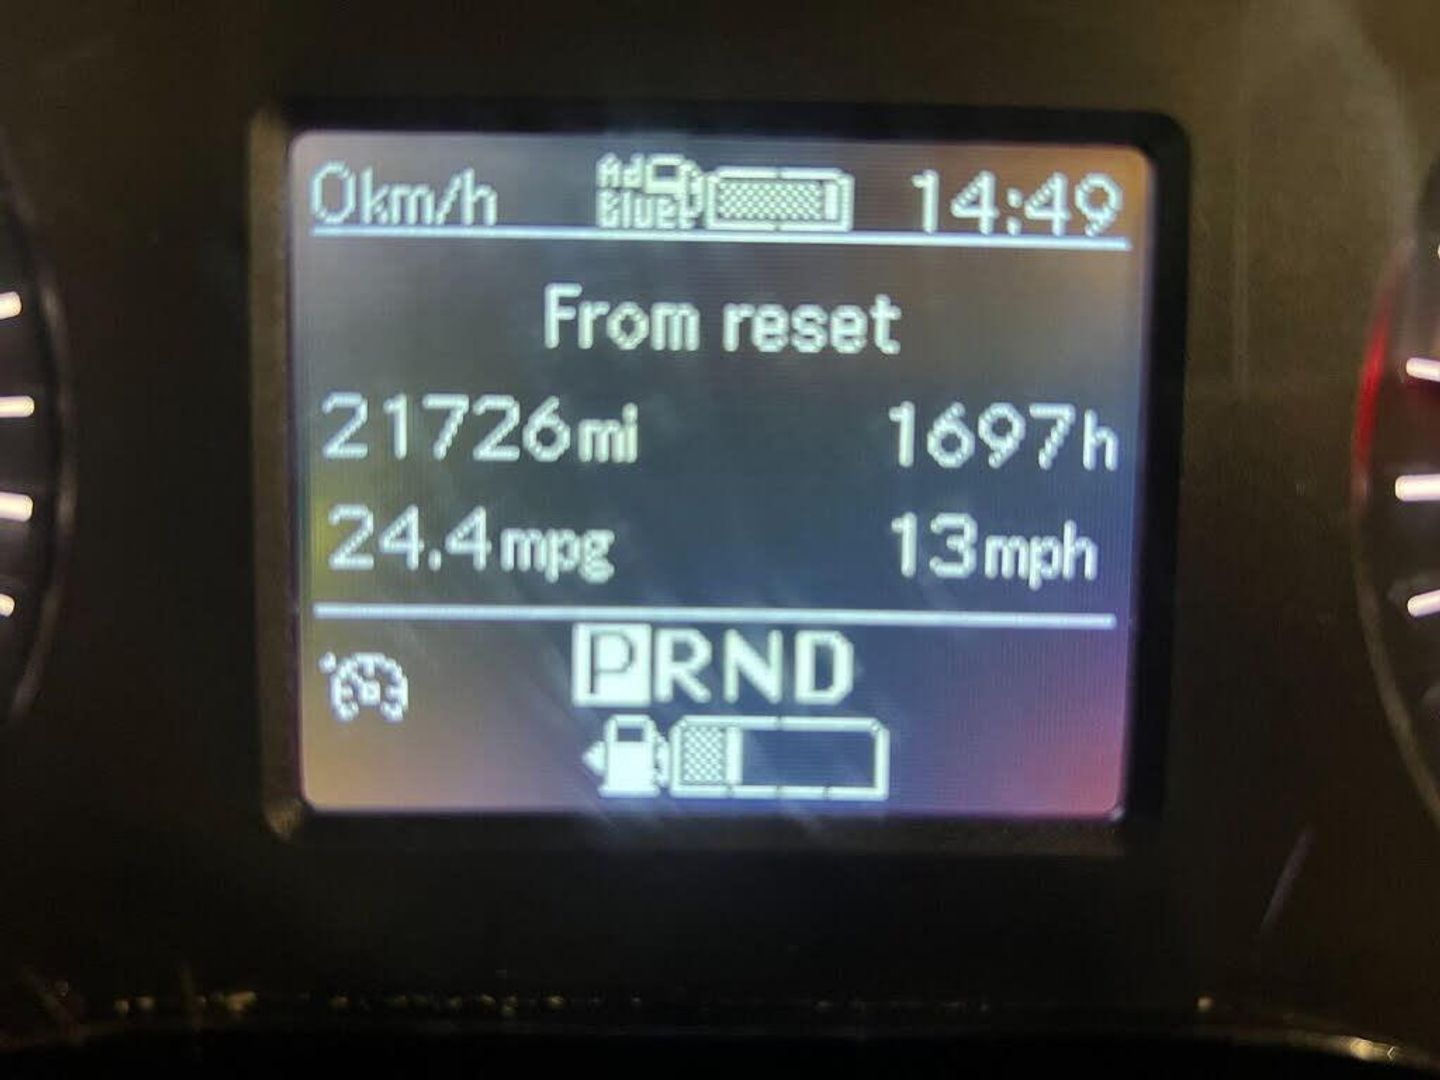 0km/h AdBlue 14:49
From reset
21726mi 1697h
24.4mpg 13mph
PRND